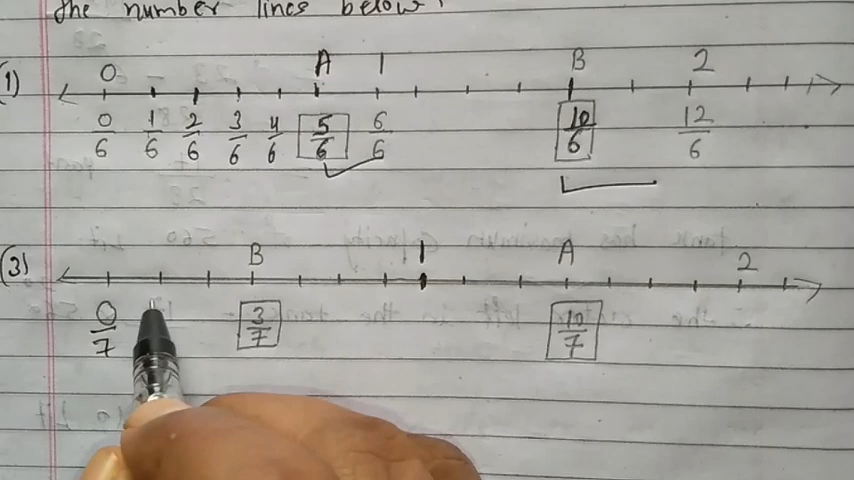 the number lines below
(1) 0 A 1 B 2
0/6 1/6 2/6 3/6 4/6 5/6 6/6 10/6 12/6
(3) B 1 A 2
0/7 3/7 10/7